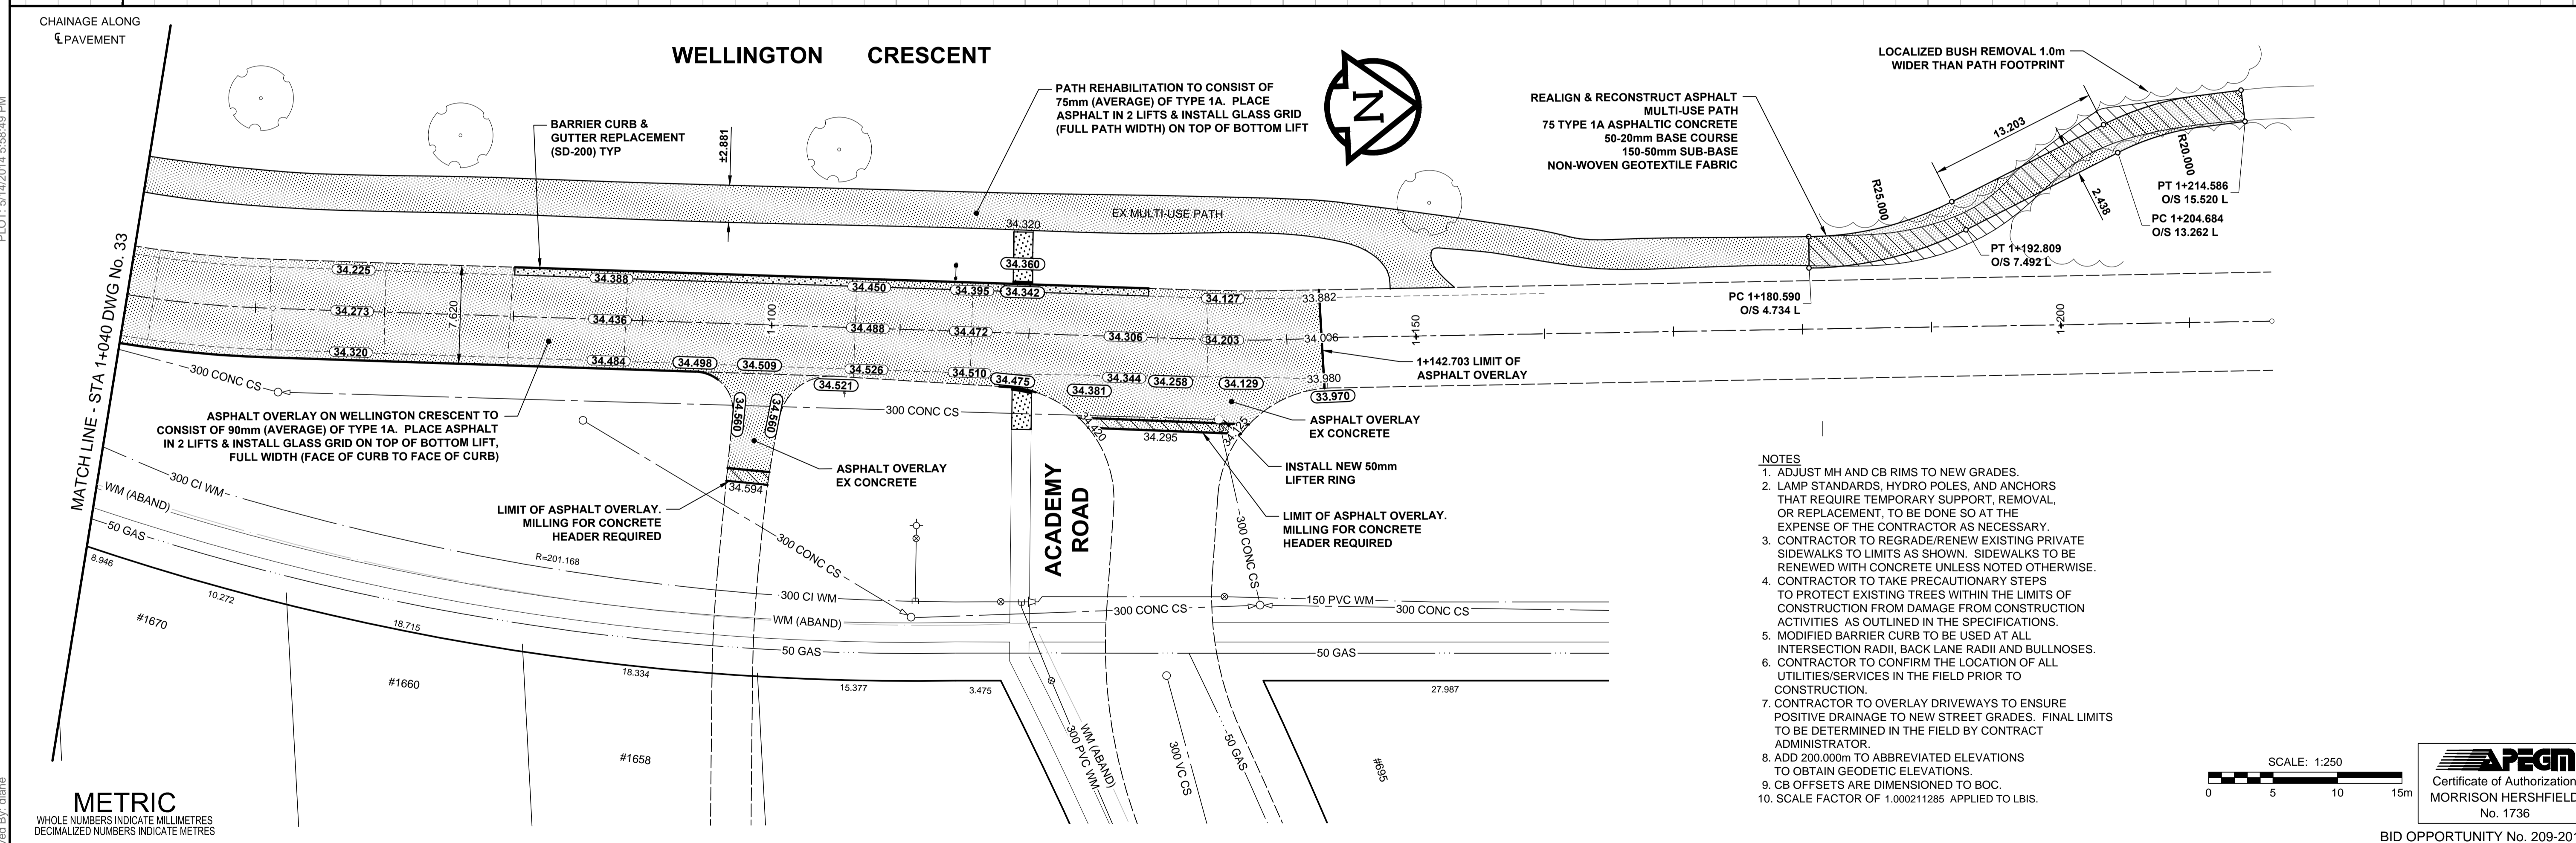 CHAINAGE ALONG
℄ PAVEMENT
WELLINGTON CRESCENT
PLOT: 5/14/2014 5:58:49 PM
BARRIER CURB &
GUTTER REPLACEMENT
(SD-200) TYP
±2.881
PATH REHABILITATION TO CONSIST OF
75mm (AVERAGE) OF TYPE 1A. PLACE
ASPHALT IN 2 LIFTS & INSTALL GLASS GRID
(FULL PATH WIDTH) ON TOP OF BOTTOM LIFT
N
LOCALIZED BUSH REMOVAL 1.0m
WIDER THAN PATH FOOTPRINT
REALIGN & RECONSTRUCT ASPHALT
MULTI-USE PATH
75 TYPE 1A ASPHALTIC CONCRETE
50-20mm BASE COURSE
150-50mm SUB-BASE
NON-WOVEN GEOTEXTILE FABRIC
13.203
R25.000
R20.000
2.438
PT 1+214.586
O/S 15.520 L
PC 1+204.684
O/S 13.262 L
PT 1+192.809
O/S 7.492 L
PC 1+180.590
O/S 4.734 L
EX MULTI-USE PATH
34.320
34.360
34.225
34.388
34.450
34.395
34.342
34.127
33.882
34.273
7.620
34.436
1+100
34.488
34.472
34.306
34.203
34.006
1+150
1+200
34.320
34.484
34.498
34.509
34.526
34.521
34.510
34.475
34.381
34.344
34.258
34.129
33.980
33.970
1+142.703 LIMIT OF
ASPHALT OVERLAY
MATCH LINE - STA 1+040 DWG No. 33
300 CONC CS
300 CONC CS
34.560
34.560
34.420
34.295
34.125
ASPHALT OVERLAY ON WELLINGTON CRESCENT TO
CONSIST OF 90mm (AVERAGE) OF TYPE 1A. PLACE ASPHALT
IN 2 LIFTS & INSTALL GLASS GRID ON TOP OF BOTTOM LIFT,
FULL WIDTH (FACE OF CURB TO FACE OF CURB)
ASPHALT OVERLAY
EX CONCRETE
34.594
LIMIT OF ASPHALT OVERLAY.
MILLING FOR CONCRETE
HEADER REQUIRED
ACADEMY
ROAD
ASPHALT OVERLAY
EX CONCRETE
INSTALL NEW 50mm
LIFTER RING
LIMIT OF ASPHALT OVERLAY.
MILLING FOR CONCRETE
HEADER REQUIRED
300 CI WM
WM (ABAND)
50 GAS
300 CONC CS
300 CONC CS
R=201.168
300 CI WM
WM (ABAND)
50 GAS
300 CONC CS
150 PVC WM
300 CONC CS
50 GAS
8.946
10.272
18.715
18.334
15.377
3.475
27.987
#1670
#1660
#1658
#695
WM (ABAND)
300 PVC WM
300 VC CS
50 GAS
NOTES
1. ADJUST MH AND CB RIMS TO NEW GRADES.
2. LAMP STANDARDS, HYDRO POLES, AND ANCHORS
THAT REQUIRE TEMPORARY SUPPORT, REMOVAL,
OR REPLACEMENT, TO BE DONE SO AT THE
EXPENSE OF THE CONTRACTOR AS NECESSARY.
3. CONTRACTOR TO REGRADE/RENEW EXISTING PRIVATE
SIDEWALKS TO LIMITS AS SHOWN. SIDEWALKS TO BE
RENEWED WITH CONCRETE UNLESS NOTED OTHERWISE.
4. CONTRACTOR TO TAKE PRECAUTIONARY STEPS
TO PROTECT EXISTING TREES WITHIN THE LIMITS OF
CONSTRUCTION FROM DAMAGE FROM CONSTRUCTION
ACTIVITIES AS OUTLINED IN THE SPECIFICATIONS.
5. MODIFIED BARRIER CURB TO BE USED AT ALL
INTERSECTION RADII, BACK LANE RADII AND BULLNOSES.
6. CONTRACTOR TO CONFIRM THE LOCATION OF ALL
UTILITIES/SERVICES IN THE FIELD PRIOR TO
CONSTRUCTION.
7. CONTRACTOR TO OVERLAY DRIVEWAYS TO ENSURE
POSITIVE DRAINAGE TO NEW STREET GRADES. FINAL LIMITS
TO BE DETERMINED IN THE FIELD BY CONTRACT
ADMINISTRATOR.
8. ADD 200.000m TO ABBREVIATED ELEVATIONS
TO OBTAIN GEODETIC ELEVATIONS.
9. CB OFFSETS ARE DIMENSIONED TO BOC.
10. SCALE FACTOR OF 1.000211285 APPLIED TO LBIS.
METRIC
WHOLE NUMBERS INDICATE MILLIMETRES
DECIMALIZED NUMBERS INDICATE METRES
SCALE: 1:250
0 5 10 15m
APEGM
Certificate of Authorization
MORRISON HERSHFIELD
No. 1736
BID OPPORTUNITY No. 209-201